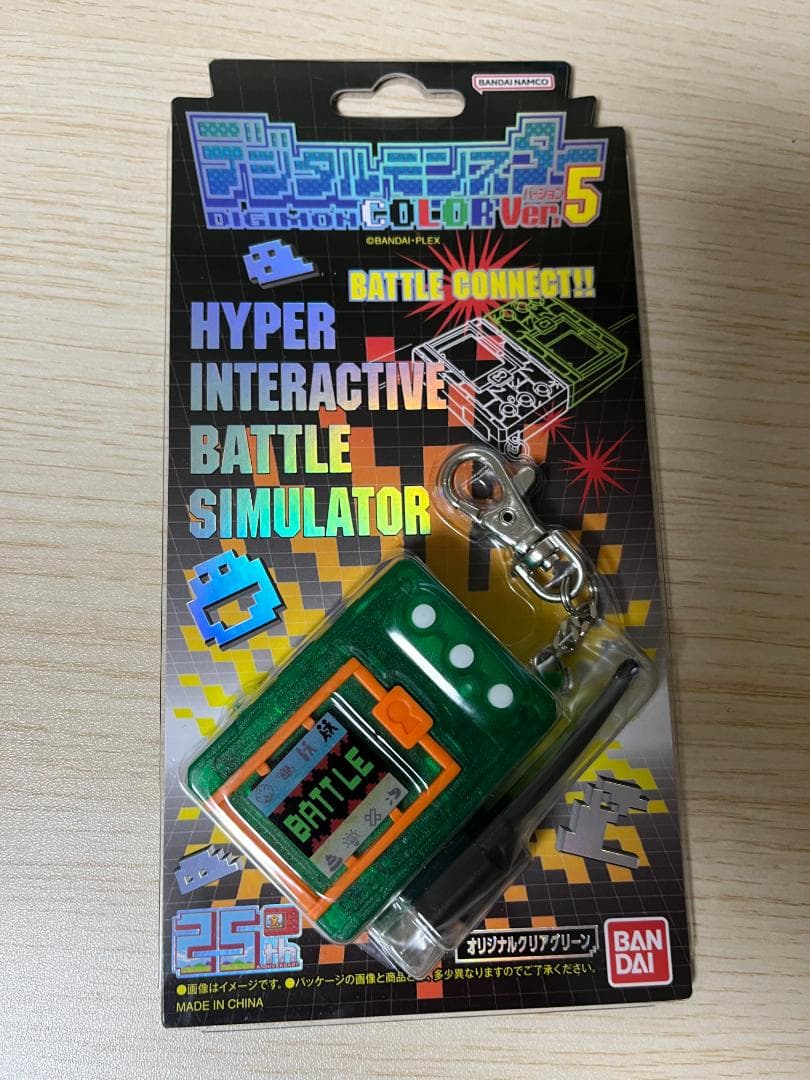 BANDAI NAMCO
デジタルモンスター
DIGIMON COLOR Ver.5
バージョン
©BANDAI・PLEX
BATTLE CONNECT!!
HYPER
INTERACTIVE
BATTLE
SIMULATOR
BATTLE
25th
ANNIVERSARY
オリジナルクリアグリーン
BAN
DAI
●画像はイメージです。●パッケージの画像と商品とは、多少異なりますのでご了承ください。
MADE IN CHINA